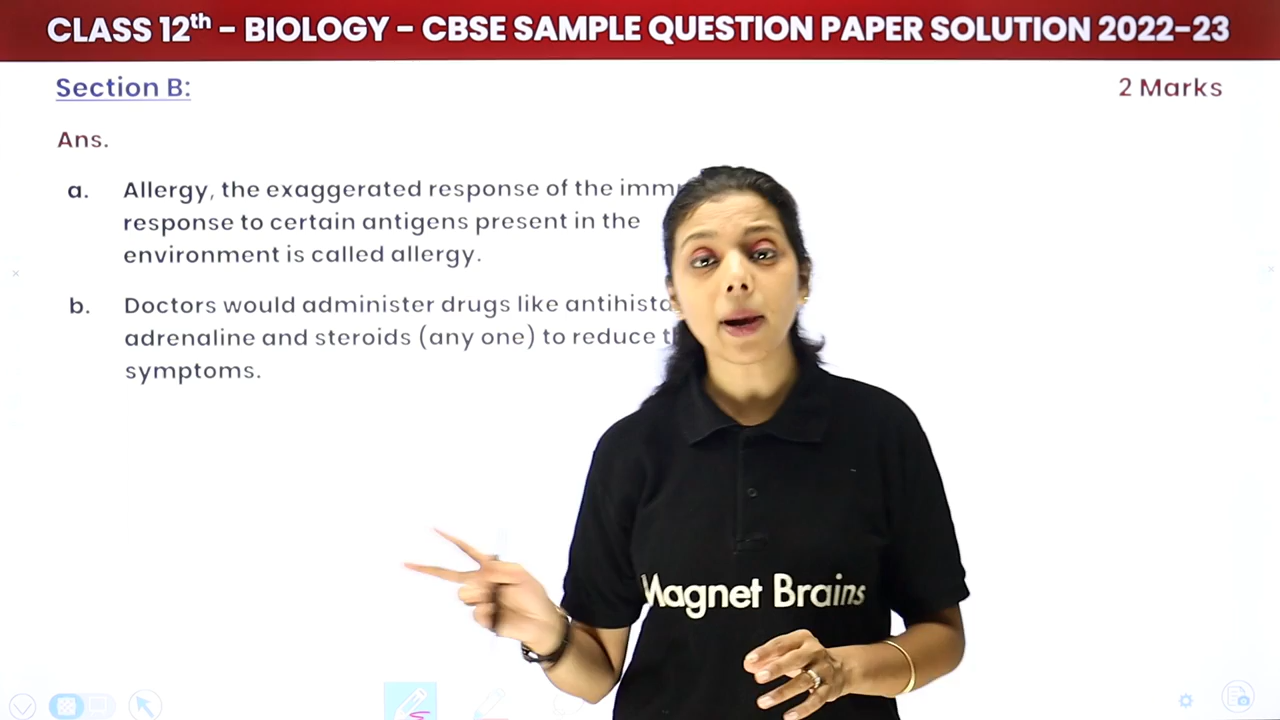 CLASS 12th – BIOLOGY – CBSE SAMPLE QUESTION PAPER SOLUTION 2022–23
Section B:
2 Marks
Ans.
a. Allergy, the exaggerated response of the
response to certain antigens present in the
environment is called allergy.
b. Doctors would administer drugs like
adrenaline and steroids (any one) to reduce
symptoms.
Magnet Brains